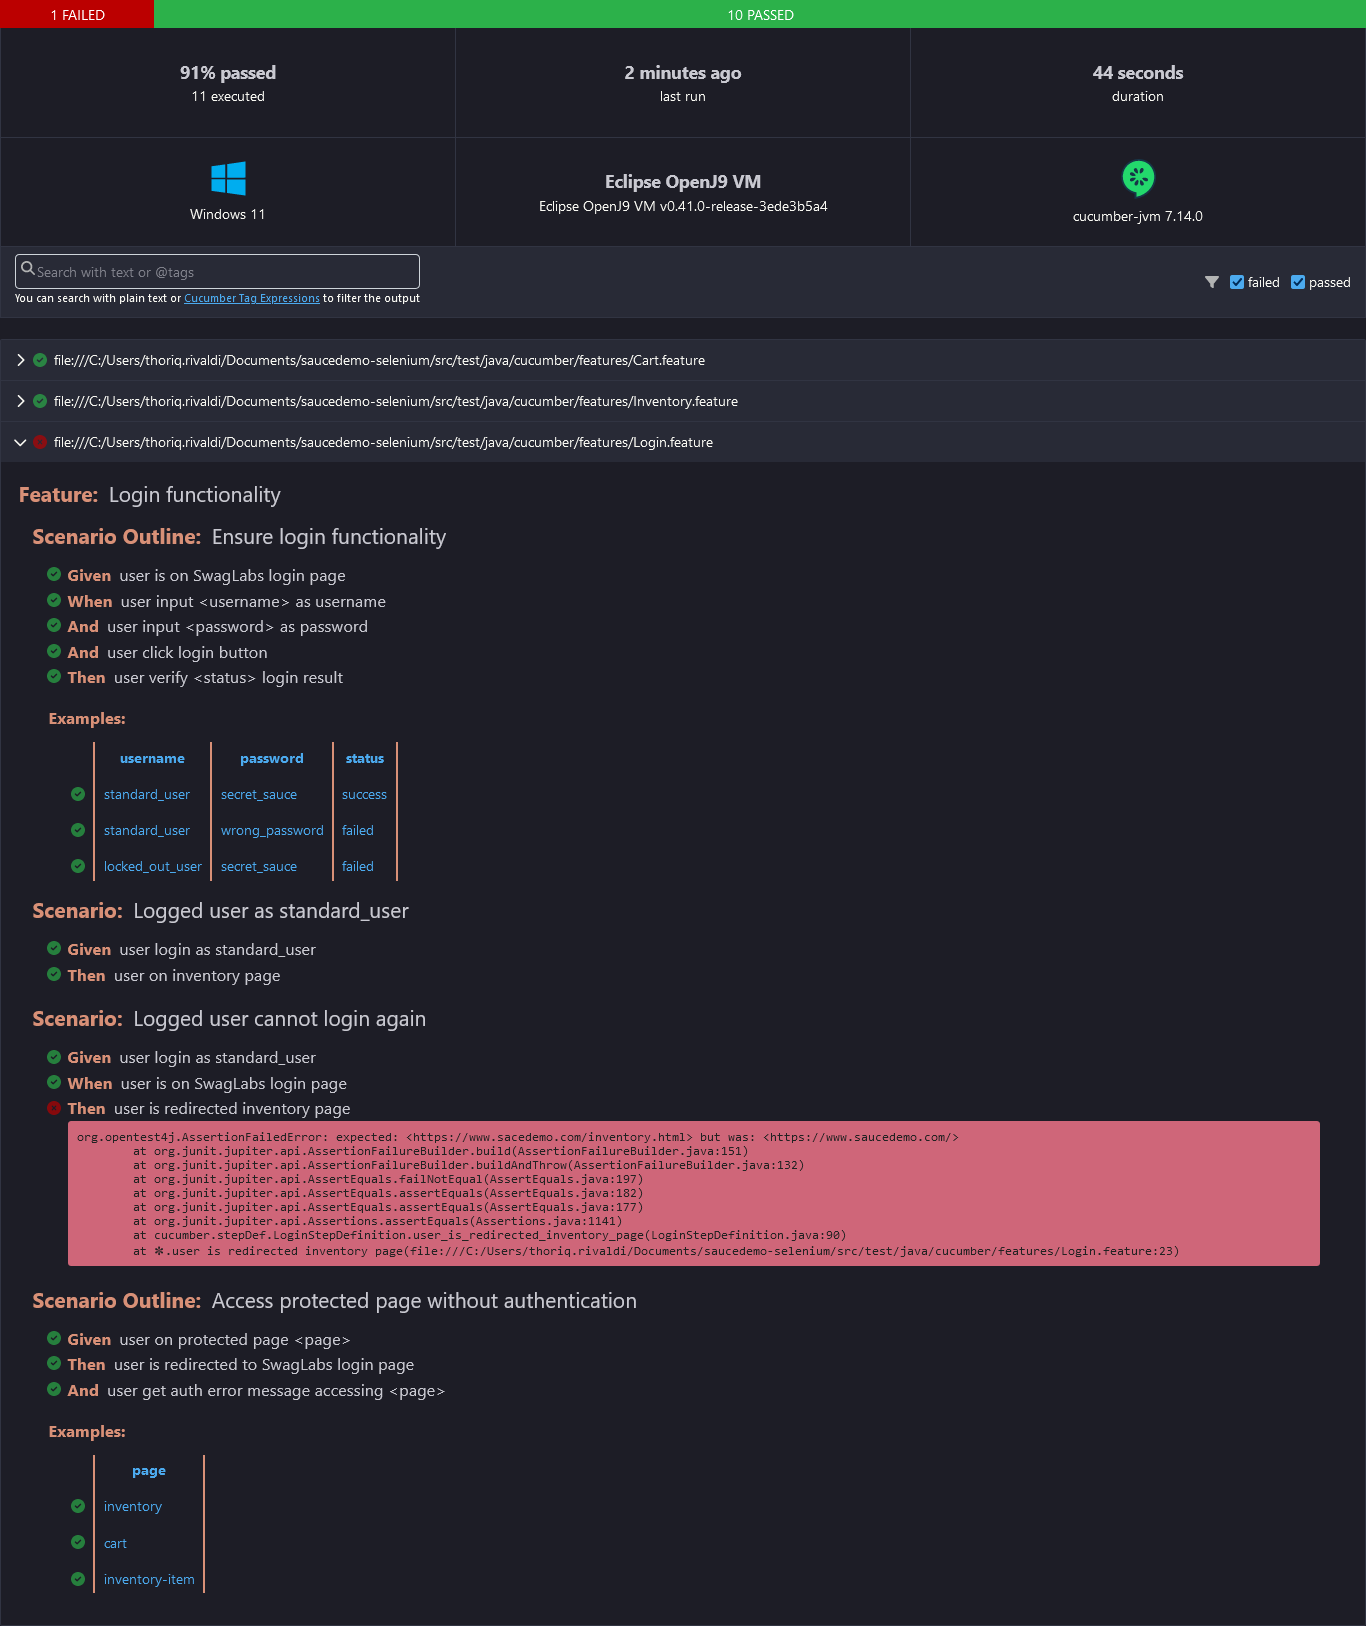 1 FAILED
10 PASSED
91% passed
11 executed
2 minutes ago
last run
44 seconds
duration
Windows 11
Eclipse OpenJ9 VM
Eclipse OpenJ9 VM v0.41.0-release-3ede3b5a4
cucumber-jvm 7.14.0
Search with text or @tags
You can search with plain text or Cucumber Tag Expressions to filter the output
failed
passed
file:///C:/Users/thoriq.rivaldi/Documents/saucedemo-selenium/src/test/java/cucumber/features/Cart.feature
file:///C:/Users/thoriq.rivaldi/Documents/saucedemo-selenium/src/test/java/cucumber/features/Inventory.feature
file:///C:/Users/thoriq.rivaldi/Documents/saucedemo-selenium/src/test/java/cucumber/features/Login.feature
Feature: Login functionality
Scenario Outline: Ensure login functionality
Given user is on SwagLabs login page
When user input <username> as username
And user input <password> as password
And user click login button
Then user verify <status> login result
Examples:
username password status
standard_user secret_sauce success
standard_user wrong_password failed
locked_out_user secret_sauce failed
Scenario: Logged user as standard_user
Given user login as standard_user
Then user on inventory page
Scenario: Logged user cannot login again
Given user login as standard_user
When user is on SwagLabs login page
Then user is redirected inventory page
org.opentest4j.AssertionFailedError: expected: <https://www.sacedemo.com/inventory.html> but was: <https://www.saucedemo.com/>
at org.junit.jupiter.api.AssertionFailureBuilder.build(AssertionFailureBuilder.java:151)
at org.junit.jupiter.api.AssertionFailureBuilder.buildAndThrow(AssertionFailureBuilder.java:132)
at org.junit.jupiter.api.AssertEquals.failNotEqual(AssertEquals.java:197)
at org.junit.jupiter.api.AssertEquals.assertEquals(AssertEquals.java:182)
at org.junit.jupiter.api.AssertEquals.assertEquals(AssertEquals.java:177)
at org.junit.jupiter.api.Assertions.assertEquals(Assertions.java:1141)
at cucumber.stepDef.LoginStepDefinition.user_is_redirected_inventory_page(LoginStepDefinition.java:90)
at ✽.user is redirected inventory page(file:///C:/Users/thoriq.rivaldi/Documents/saucedemo-selenium/src/test/java/cucumber/features/Login.feature:23)
Scenario Outline: Access protected page without authentication
Given user on protected page <page>
Then user is redirected to SwagLabs login page
And user get auth error message accessing <page>
Examples:
page
inventory
cart
inventory-item